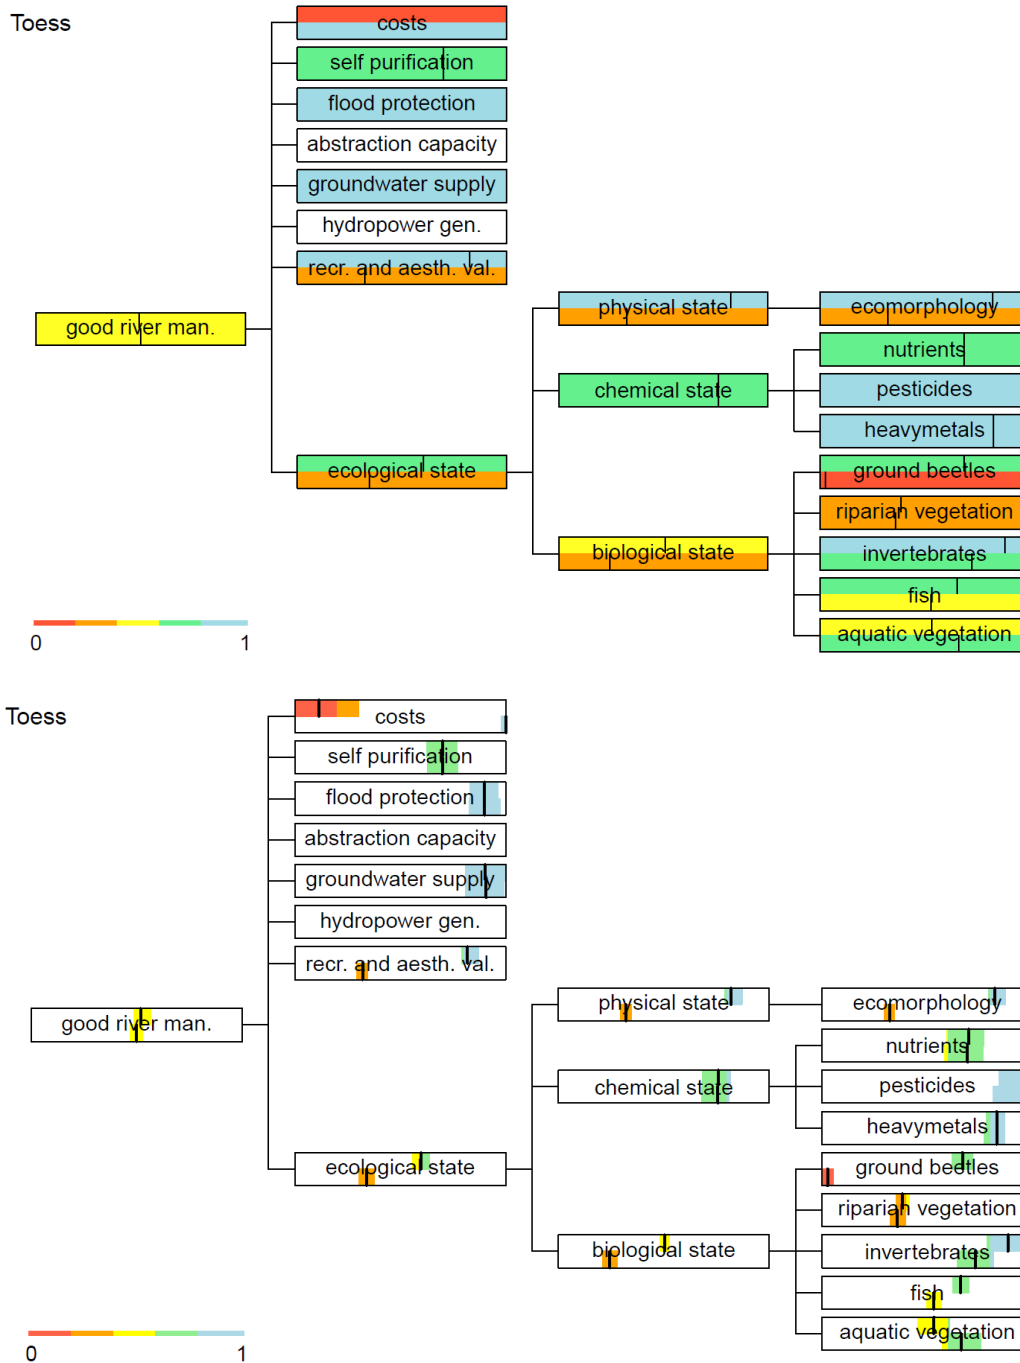 Toess
costs
self purification
flood protection
abstraction capacity
groundwater supply
hydropower gen.
recr. and aesth. val.
physical state
ecomorphology
good river man.
nutrients
chemical state
pesticides
heavymetals
ecological state
ground beetles
riparian vegetation
biological state
invertebrates
fish
aquatic vegetation
0 1
Toess
costs
self purification
flood protection
abstraction capacity
groundwater supply
hydropower gen.
recr. and aesth. val.
physical state
ecomorphology
good river man.
nutrients
chemical state
pesticides
heavymetals
ecological state
ground beetles
riparian vegetation
biological state
invertebrates
fish
aquatic vegetation
0 1